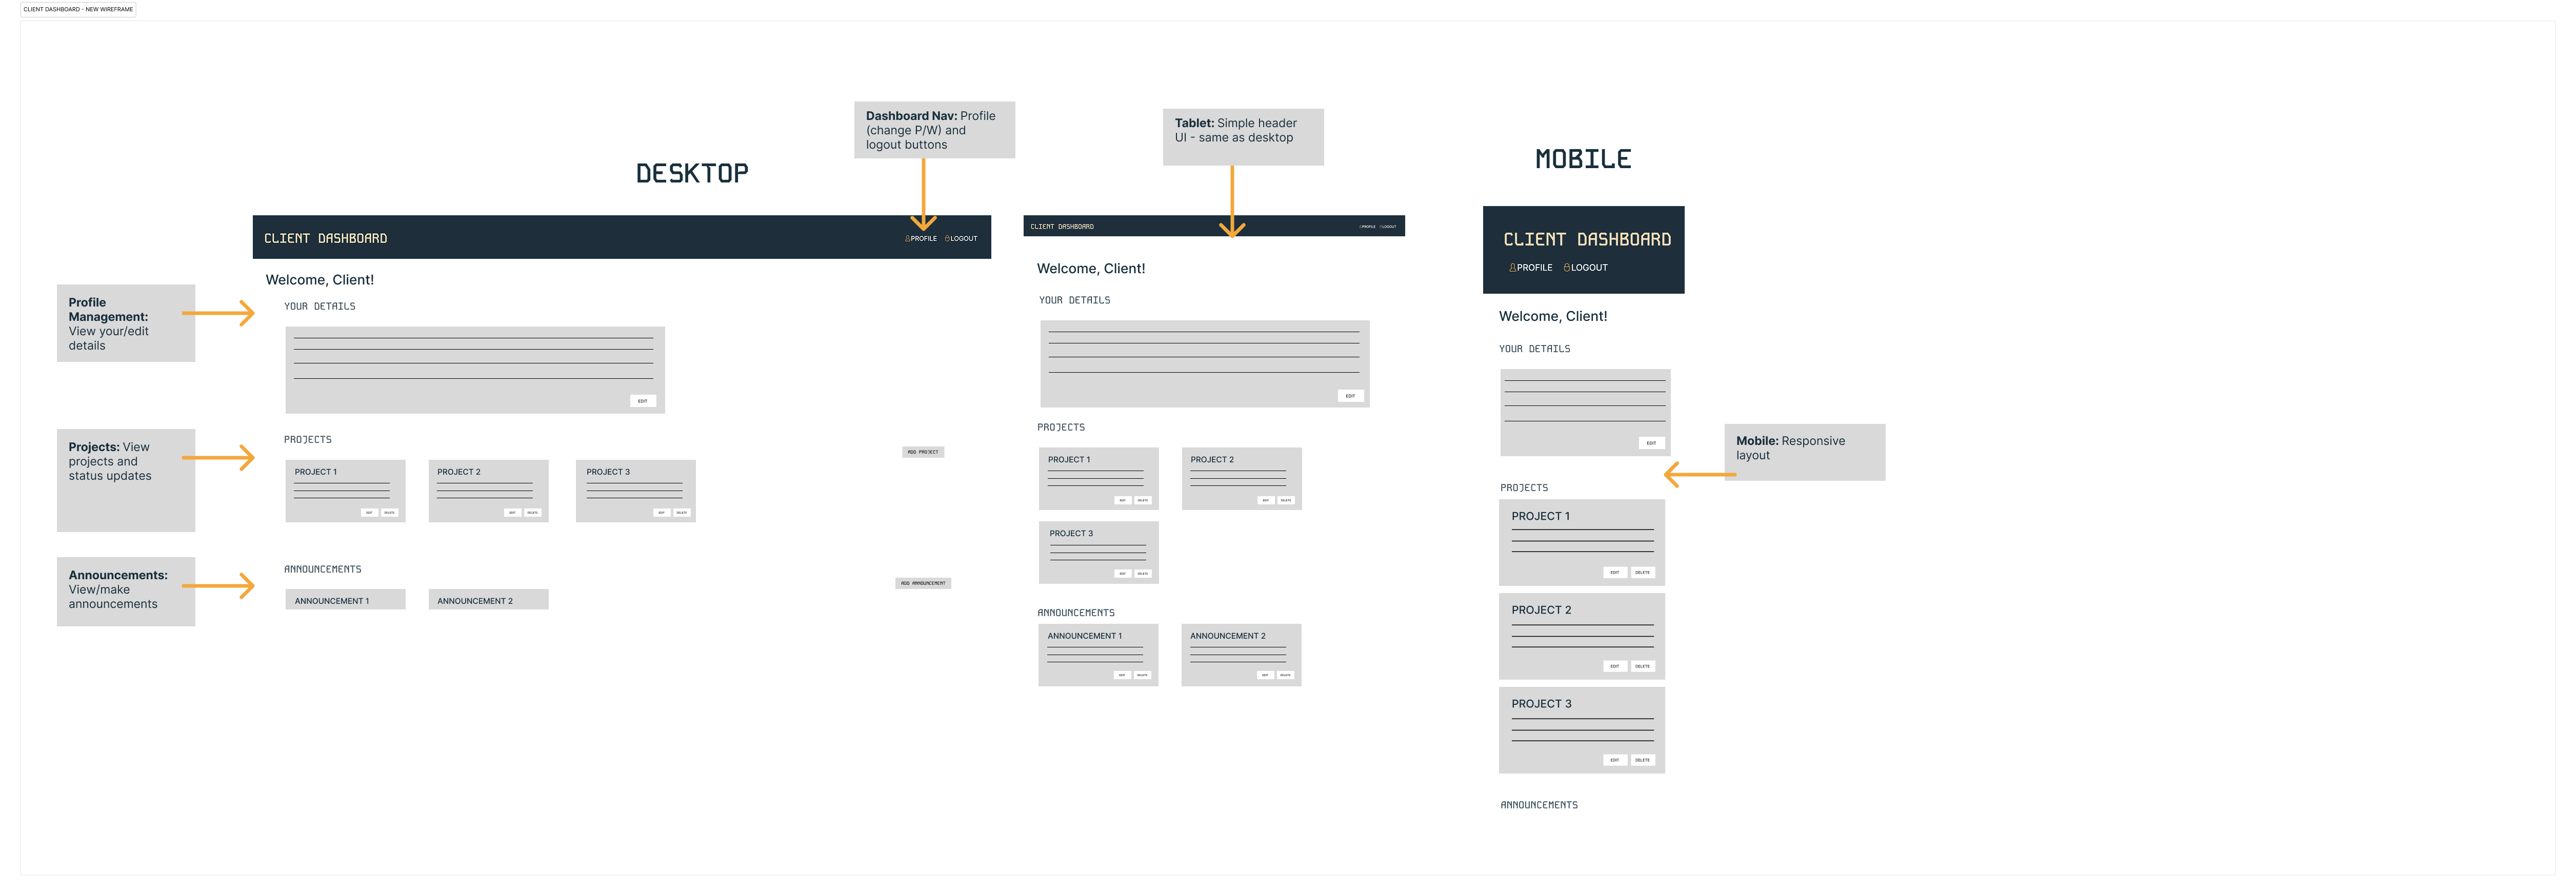 CLIENT DASHBOARD - NEW WIREFRAME
Dashboard Nav: Profile
(change P/W) and
logout buttons
Tablet: Simple header
UI - same as desktop
DESKTOP
MOBILE
CLIENT DASHBOARD
PROFILE
LOGOUT
Profile
Management:
View your/edit
details
Welcome, Client!
YOUR DETAILS
EDIT
Projects: View
projects and
status updates
PROJECTS
ADD PROJECT
PROJECT 1
EDIT
DELETE
PROJECT 2
EDIT
DELETE
PROJECT 3
EDIT
DELETE
Announcements:
View/make
announcements
ANNOUNCEMENTS
ADD ANNOUNCEMENT
ANNOUNCEMENT 1
ANNOUNCEMENT 2
CLIENT DASHBOARD
PROFILE
LOGOUT
Welcome, Client!
YOUR DETAILS
EDIT
PROJECTS
PROJECT 1
EDIT
DELETE
PROJECT 2
EDIT
DELETE
PROJECT 3
EDIT
DELETE
ANNOUNCEMENTS
ANNOUNCEMENT 1
EDIT
DELETE
ANNOUNCEMENT 2
EDIT
DELETE
CLIENT DASHBOARD
PROFILE
LOGOUT
Welcome, Client!
YOUR DETAILS
EDIT
Mobile: Responsive
layout
PROJECTS
PROJECT 1
EDIT
DELETE
PROJECT 2
EDIT
DELETE
PROJECT 3
EDIT
DELETE
ANNOUNCEMENTS